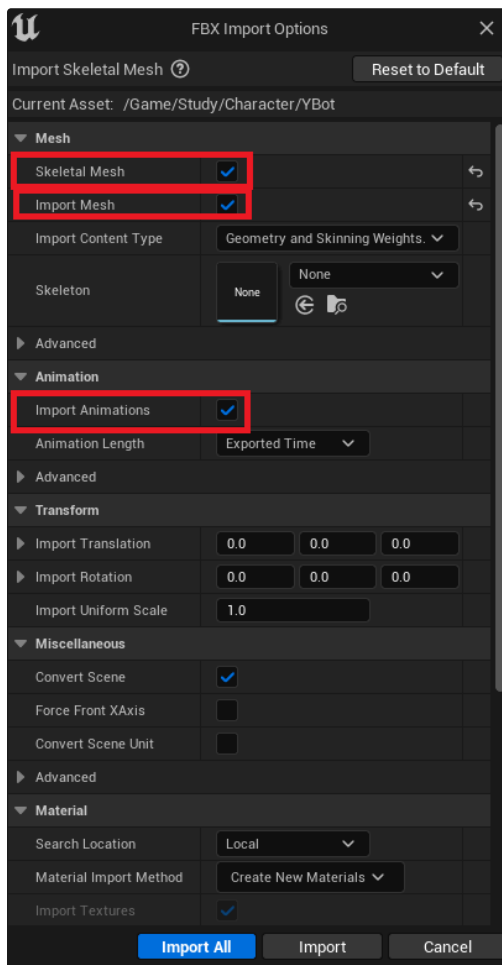 FBX Import Options
Import Skeletal Mesh ?
Reset to Default
Current Asset: /Game/Study/Character/YBot
Mesh
Skeletal Mesh
Import Mesh
Import Content Type Geometry and Skinning Weights.
Skeleton None None
Advanced
Animation
Import Animations
Animation Length Exported Time
Advanced
Transform
Import Translation 0.0 0.0 0.0
Import Rotation 0.0 0.0 0.0
Import Uniform Scale 1.0
Miscellaneous
Convert Scene
Force Front XAxis
Convert Scene Unit
Advanced
Material
Search Location Local
Material Import Method Create New Materials
Import Textures
Import All Import Cancel